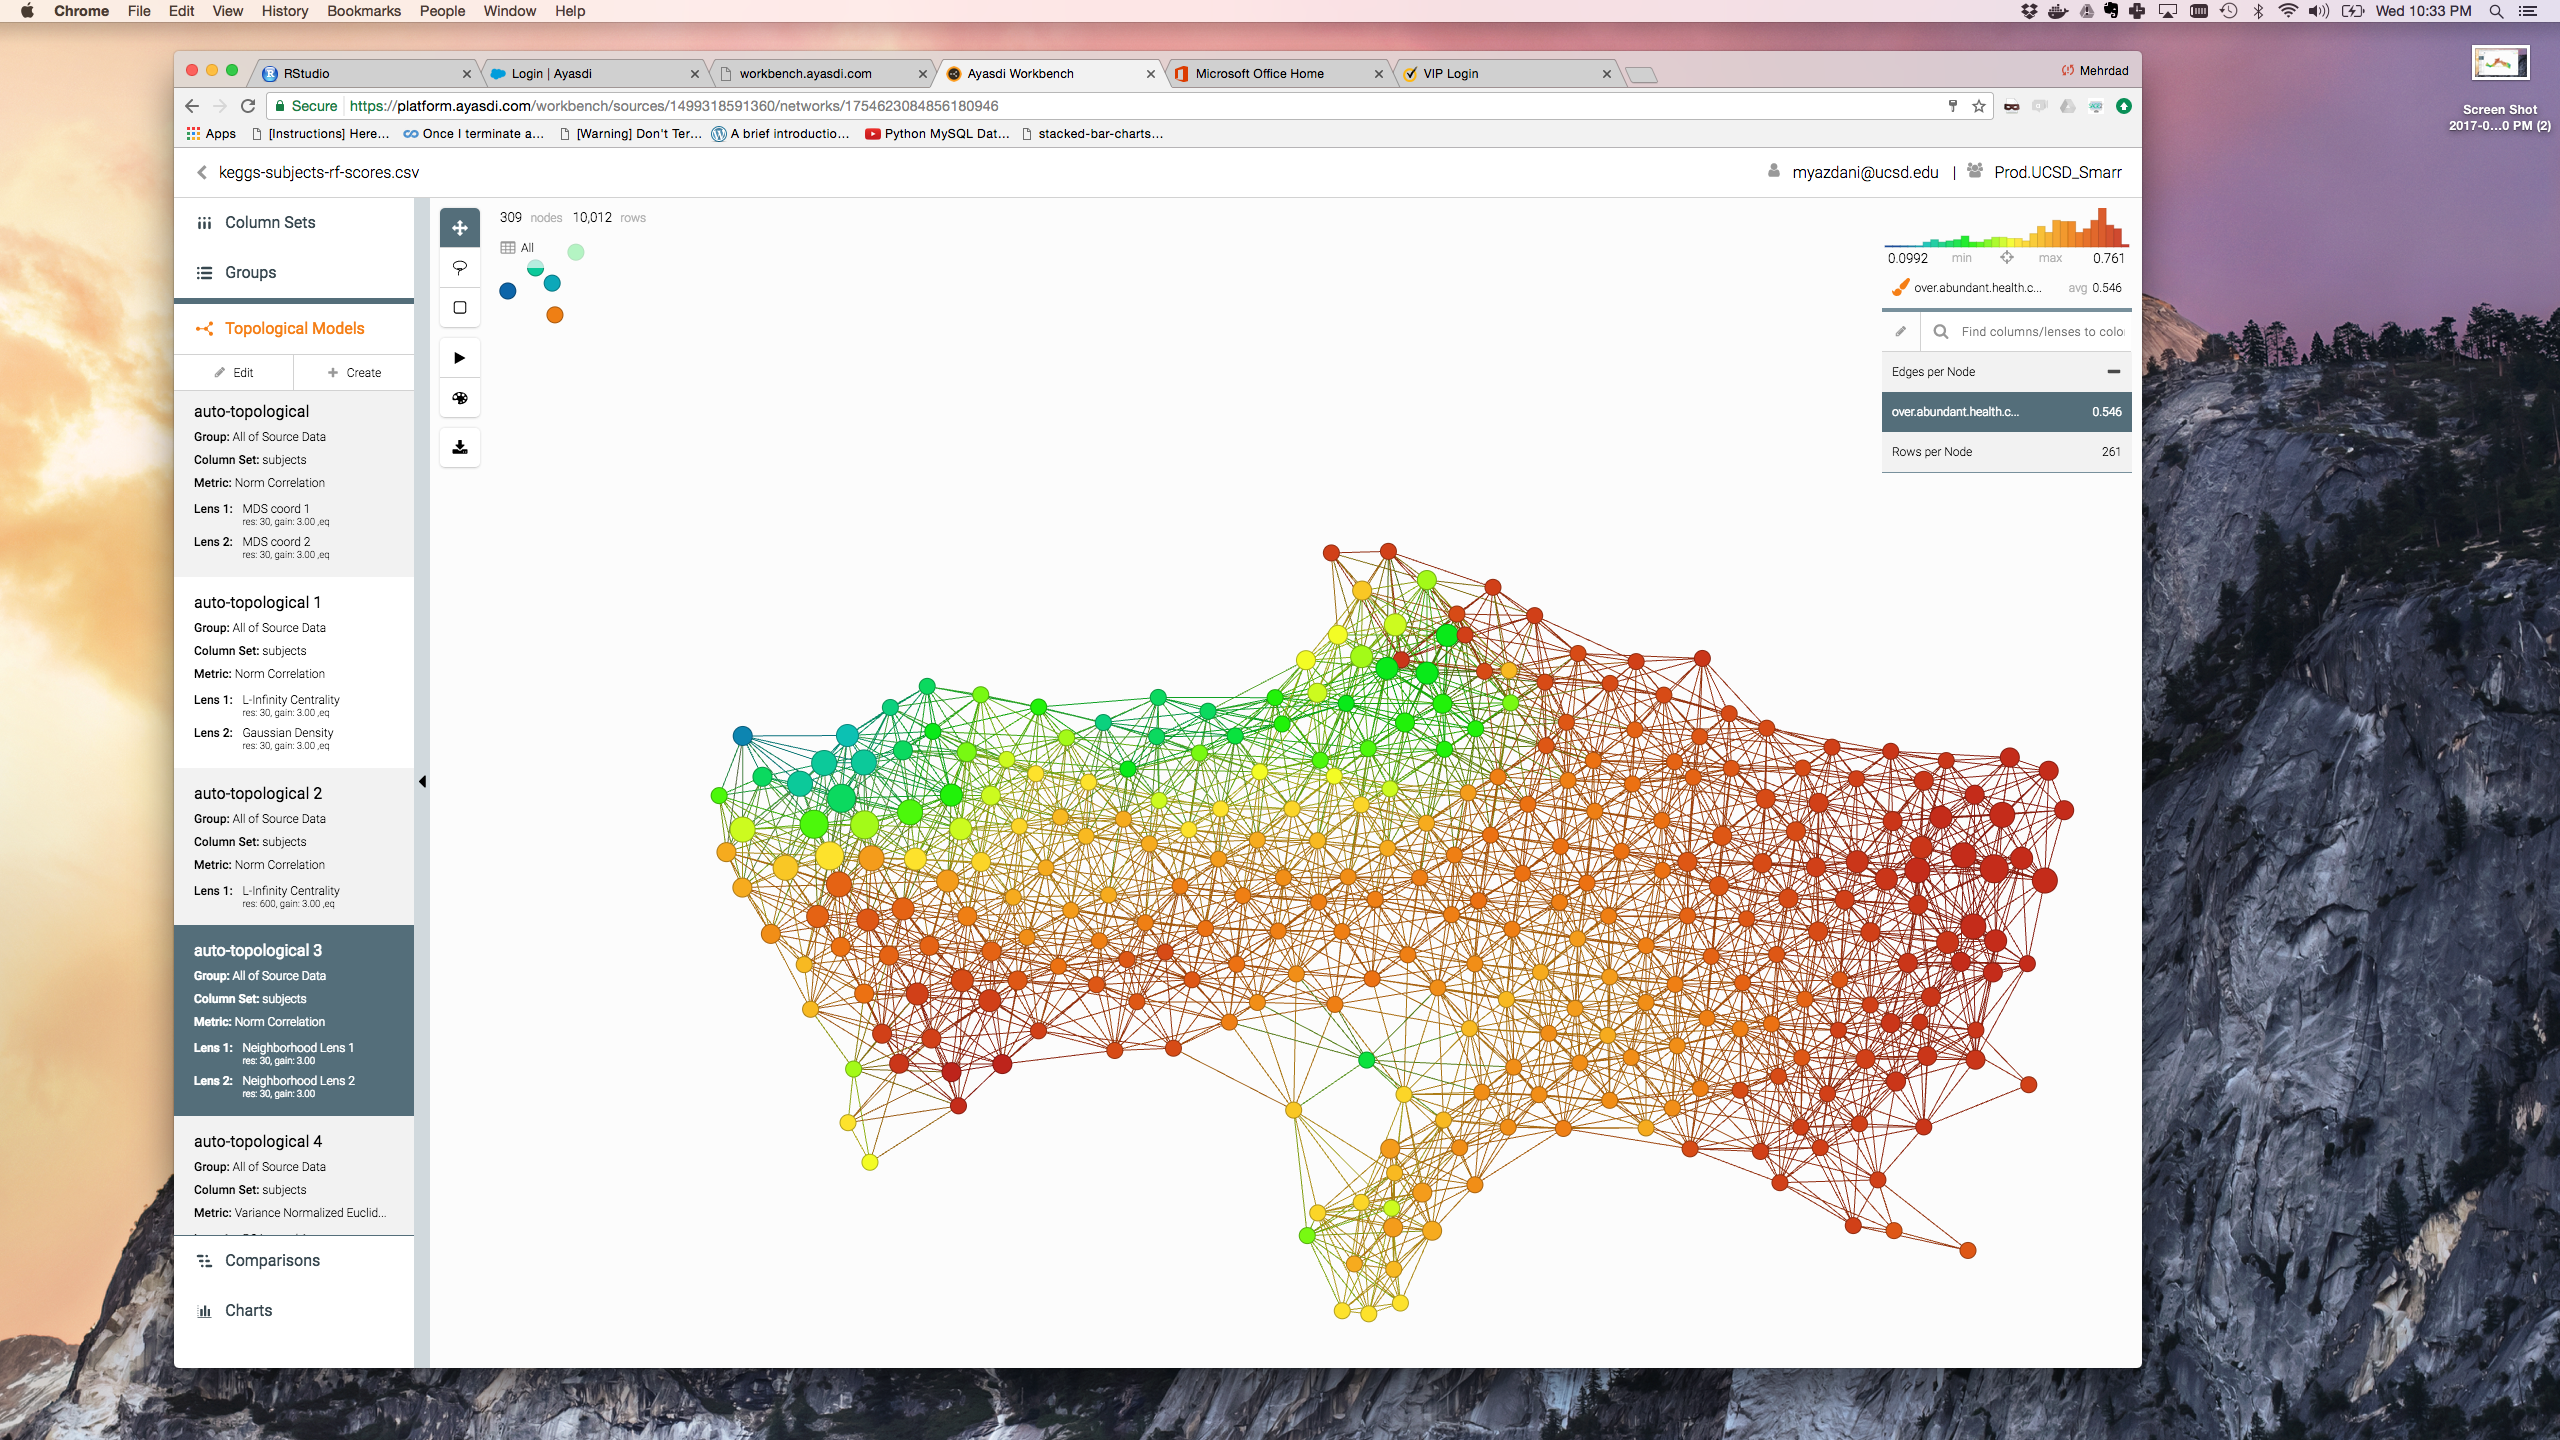 Chrome File Edit View History Bookmarks People Window Help
Wed 10:33 PM
RStudio
Login | Ayasdi
workbench.ayasdi.com
Ayasdi Workbench
Microsoft Office Home
VIP Login
Mehrdad
Secure https://platform.ayasdi.com/workbench/sources/1499318591360/networks/1754623084856180946
Apps [Instructions] Here... Once I terminate a... [Warning] Don't Ter... A brief introductio... Python MySQL Dat... stacked-bar-charts...
Screen Shot
2017-0...0 PM (2)
keggs-subjects-rf-scores.csv
myazdani@ucsd.edu | Prod.UCSD_Smarr
Column Sets
Groups
Topological Models
Edit Create
auto-topological
Group: All of Source Data
Column Set: subjects
Metric: Norm Correlation
Lens 1: MDS coord 1
res: 30, gain: 3.00 ,eq
Lens 2: MDS coord 2
res: 30, gain: 3.00 ,eq
auto-topological 1
Group: All of Source Data
Column Set: subjects
Metric: Norm Correlation
Lens 1: L-Infinity Centrality
res: 30, gain: 3.00 ,eq
Lens 2: Gaussian Density
res: 30, gain: 3.00 ,eq
auto-topological 2
Group: All of Source Data
Column Set: subjects
Metric: Norm Correlation
Lens 1: L-Infinity Centrality
res: 600, gain: 3.00 ,eq
auto-topological 3
Group: All of Source Data
Column Set: subjects
Metric: Norm Correlation
Lens 1: Neighborhood Lens 1
res: 30, gain: 3.00
Lens 2: Neighborhood Lens 2
res: 30, gain: 3.00
auto-topological 4
Group: All of Source Data
Column Set: subjects
Metric: Variance Normalized Euclid...
Comparisons
Charts
309 nodes 10,012 rows
All
0.0992 min max 0.761
over.abundant.health.c... avg 0.546
Find columns/lenses to colo
Edges per Node
over.abundant.health.c... 0.546
Rows per Node 261